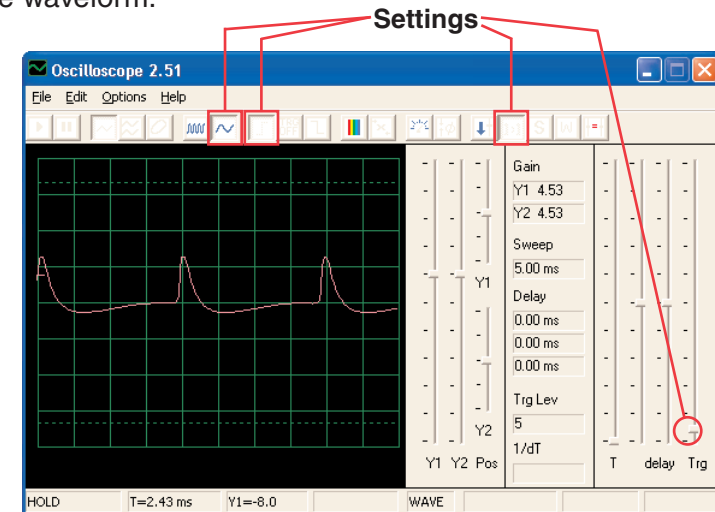 e waveform.
Settings
Oscilloscope 2.51
File Edit Options Help
S W =
Gain
Y1 4.53
Y2 4.53
Sweep
5.00 ms
Y1
Delay
0.00 ms
0.00 ms
0.00 ms
Trg Lev
5
Y2
1/dT
Y1 Y2 Pos
T delay Trg
HOLD T=2.43 ms Y1=-8.0 WAVE